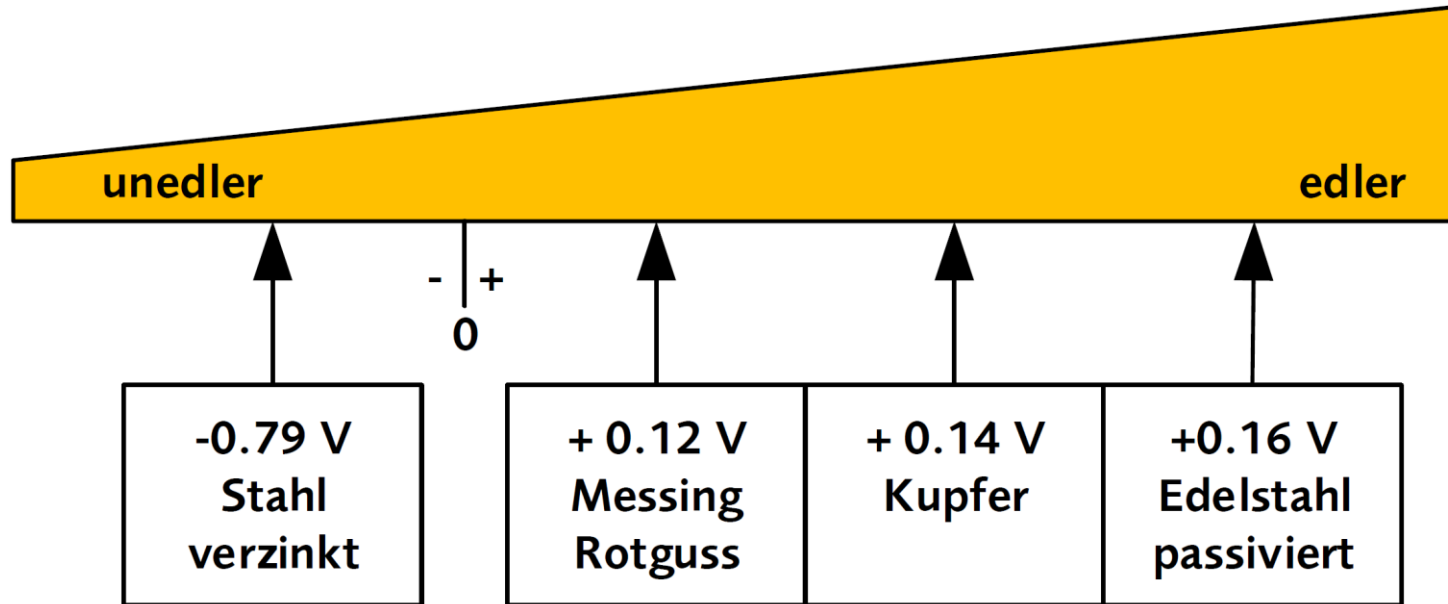 unedler
edler
- +
0
-0.79 V
Stahl
verzinkt
+ 0.12 V
Messing
Rotguss
+ 0.14 V
Kupfer
+0.16 V
Edelstahl
passiviert